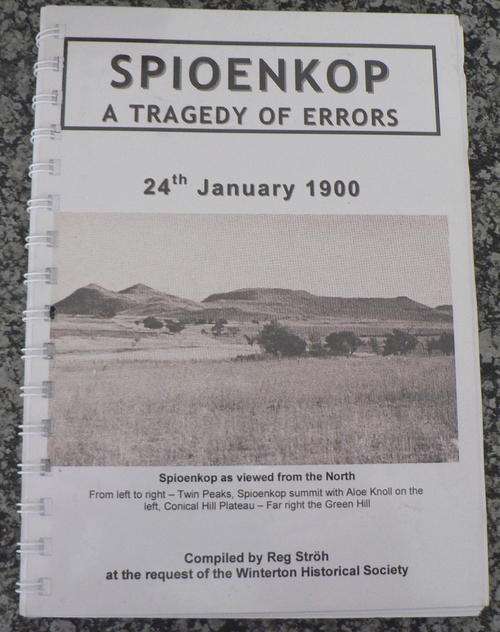 SPIOENKOP
A TRAGEDY OF ERRORS
24th January 1900
Spioenkop as viewed from the North
From left to right – Twin Peaks, Spioenkop summit with Aloe Knoll on the
left, Conical Hill Plateau – Far right the Green Hill
Compiled by Reg Ströh
at the request of the Winterton Historical Society